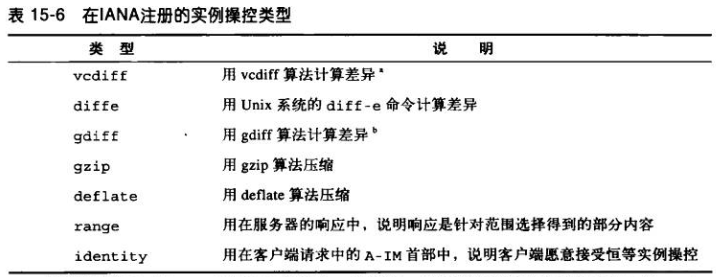 表 15-6 在IANA注册的实例操控类型
类 型 说 明
vcdiff 用 vcdiff 算法计算差异ᵃ
diffe 用 Unix 系统的 diff-e 命令计算差异
gdiff 用 gdiff 算法计算差异ᵇ
gzip 用 gzip 算法压缩
deflate 用 deflate 算法压缩
range 用在服务器的响应中，说明响应是针对范围选择得到的部分内容
identity 用在客户端请求中的 A-IM 首部中，说明客户端愿意接受恒等实例操控